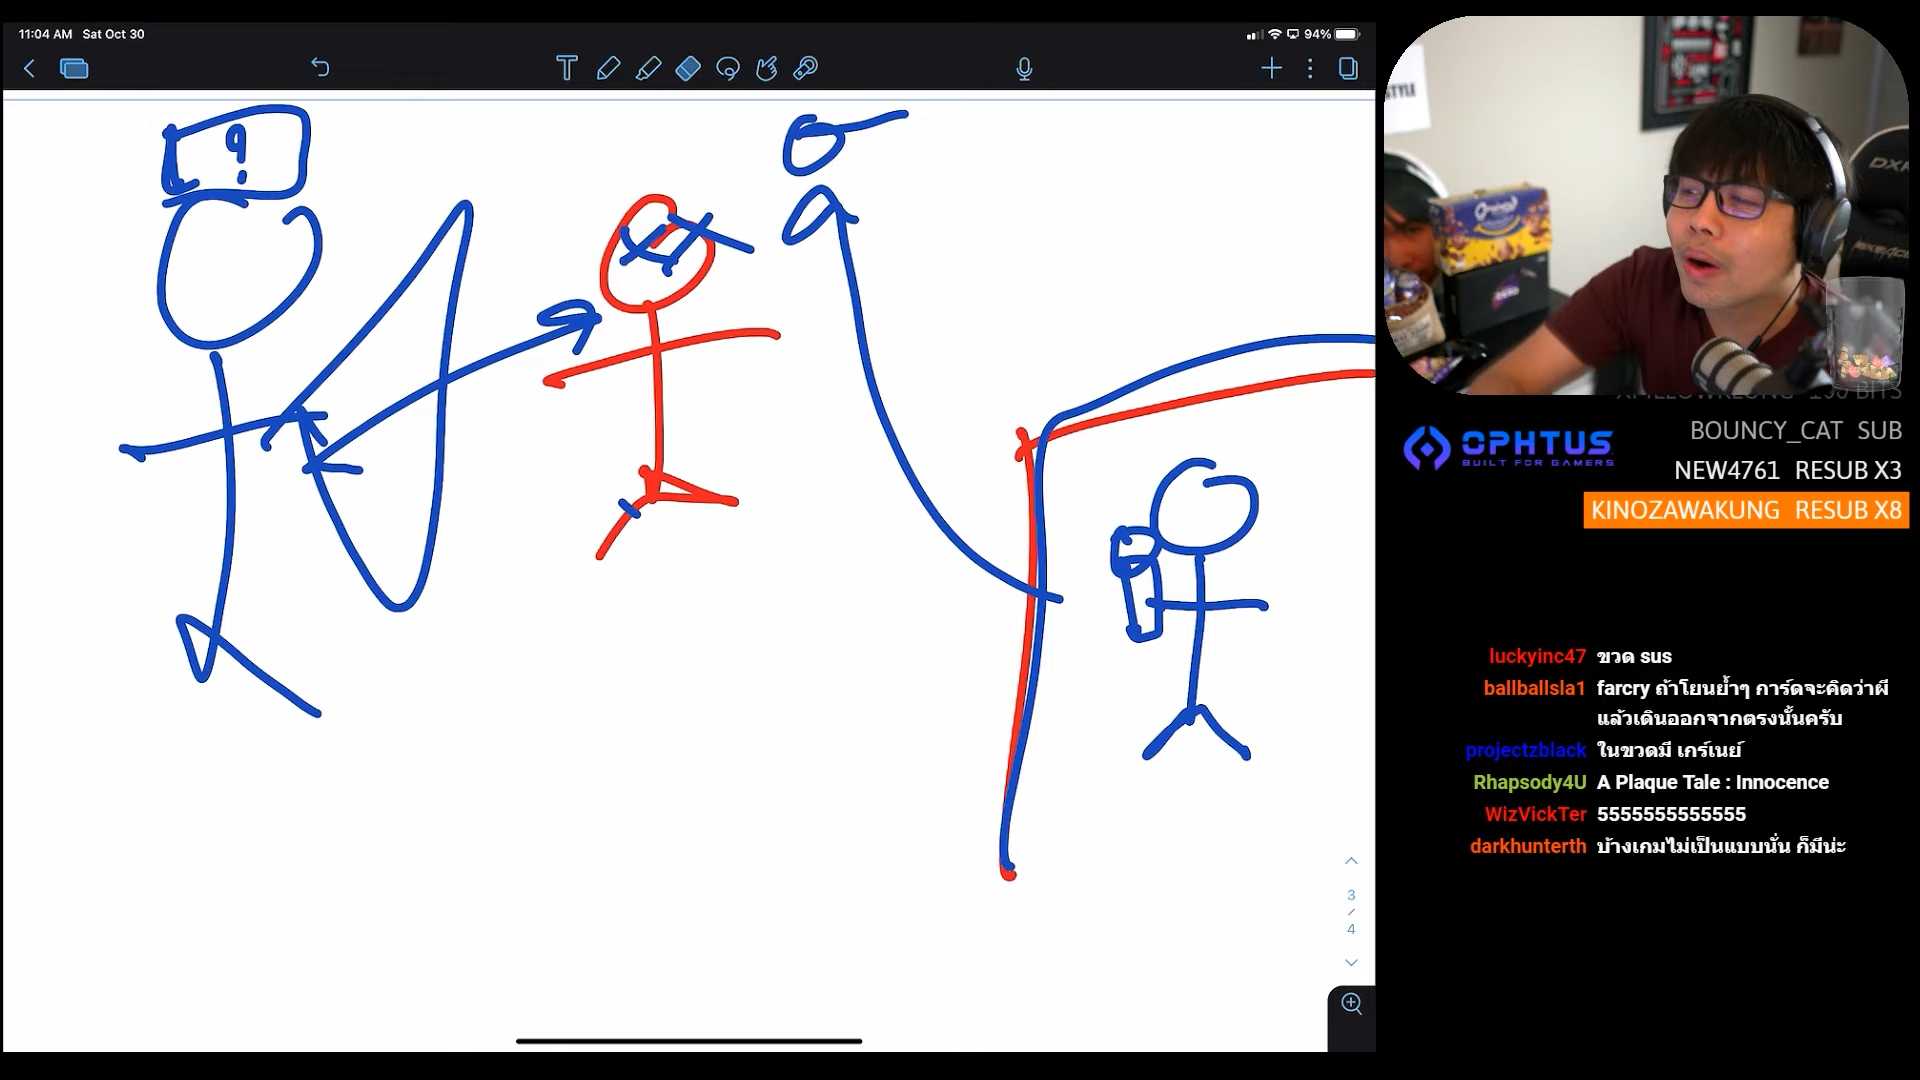 11:04 AM Sat Oct 30
94%
?
STYLE
OPHTUS
BUILT FOR GAMERS
BOUNCY_CAT SUB
NEW4761 RESUB X3
KINOZAWAKUNG RESUB X8
luckyinc47 ขวด sus
ballballsla1 farcry ถ้าโยนย้ำๆ การ์ดจะคิดว่าผี
แล้วเดินออกจากตรงนั้นครับ
projectzblack ในขวดมี เกร์เนย์
Rhapsody4U A Plaque Tale : Innocence
WizVickTer 5555555555555
darkhunterth บ้างเกมไม่เป็นแบบนั่น ก็มีน่ะ
3
/
4